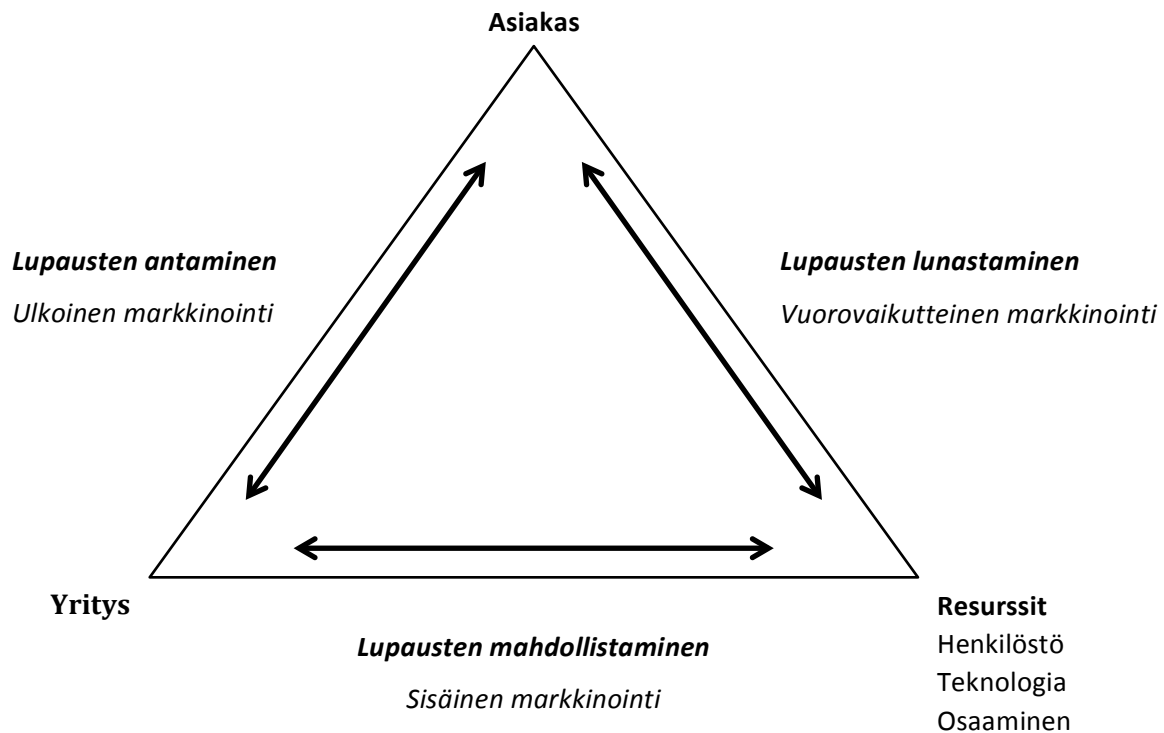 Asiakas
Lupausten antaminen
Ulkoinen markkinointi
Lupausten lunastaminen
Vuorovaikutteinen markkinointi
Yritys
Lupausten mahdollistaminen
Sisäinen markkinointi
Resurssit
Henkilöstö
Teknologia
Osaaminen